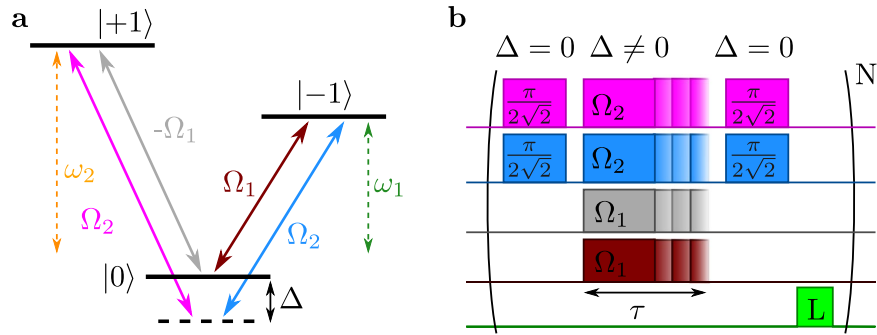 a
|+1⟩
|−1⟩
-Ω₁
ω₂
Ω₁
ω₁
Ω₂
Ω₂
|0⟩
Δ
b
Δ = 0 Δ ≠ 0 Δ = 0
N
π/2√2 Ω₂ π/2√2
π/2√2 Ω₂ π/2√2
Ω₁
Ω₁
τ
L